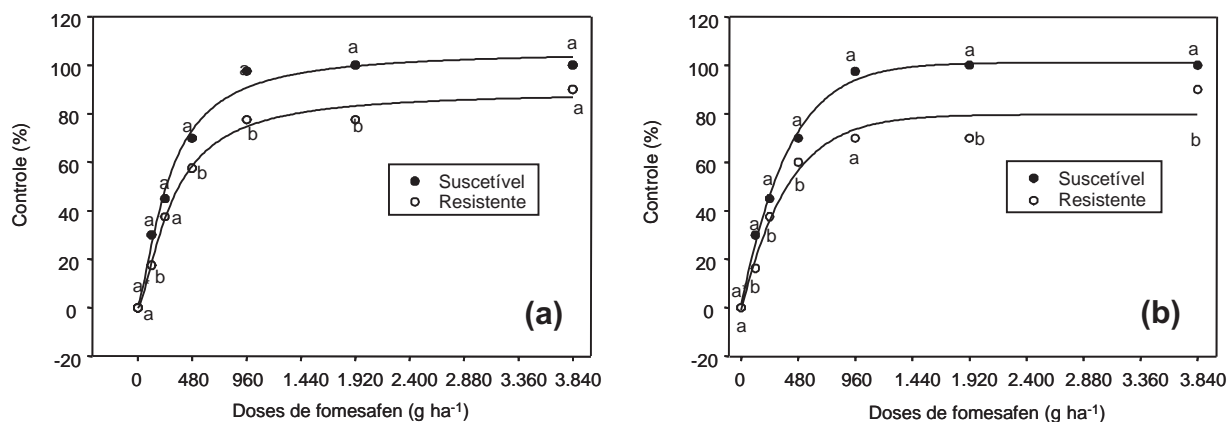 120
a
a
a
100
a
80
a
b
b
a
60
b
a
Controle (%)
40
a
a
Suscetível
Resistente
20
b
a
0
a
-20
(a)
0 480 960 1.440 1.920 2.400 2.880 3.360 3.840
Doses de fomesafen (g ha-1)
120
a
a
a
100
80
a
a
b
b
60
b
a
Controle (%)
40
a
b
Suscetível
Resistente
20
b
a
0
a
-20
(b)
0 480 960 1.440 1.920 2.400 2.880 3.360 3.840
Doses de fomesafen (g ha-1)